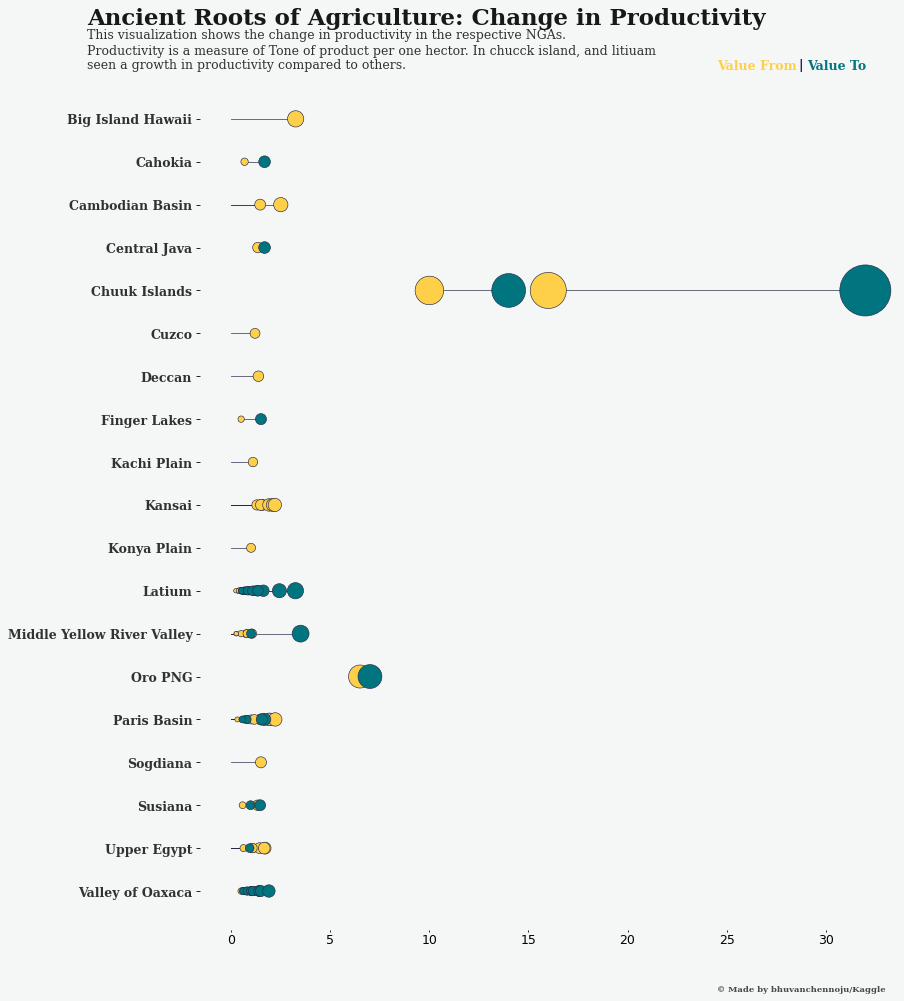 Ancient Roots of Agriculture: Change in Productivity
This visualization shows the change in productivity in the respective NGAs.
Productivity is a measure of Tone of product per one hector. In chucck island, and litiuam
seen a growth in productivity compared to others.
Value From | Value To
Big Island Hawaii
Cahokia
Cambodian Basin
Central Java
Chuuk Islands
Cuzco
Deccan
Finger Lakes
Kachi Plain
Kansai
Konya Plain
Latium
Middle Yellow River Valley
Oro PNG
Paris Basin
Sogdiana
Susiana
Upper Egypt
Valley of Oaxaca
0 5 10 15 20 25 30
© Made by bhuvanchennoju/Kaggle